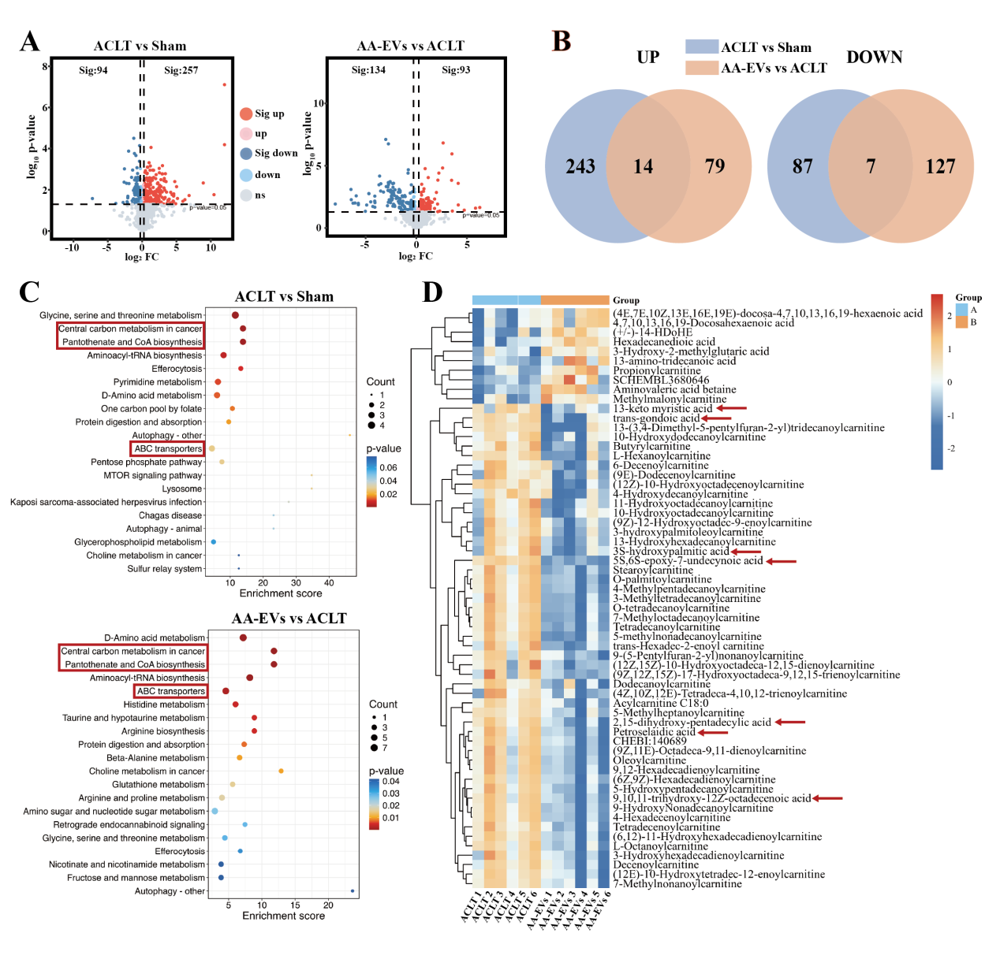 A
ACLT vs Sham
Sig:94
Sig:257
8
6
4
2
0
log10 p-value
p-value=0.05
-10
-5
0
5
10
log2 FC
Sig up
up
Sig down
down
ns
AA-EVs vs ACLT
Sig:134
Sig:93
10
5
0
log10 p-value
p-value=0.05
-5
0
5
log2 FC
B
ACLT vs Sham
AA-EVs vs ACLT
UP
DOWN
243
14
79
87
7
127
C
ACLT vs Sham
Glycine, serine and threonine metabolism
Central carbon metabolism in cancer
Pantothenate and CoA biosynthesis
Aminoacyl-tRNA biosynthesis
Efferocytosis
Pyrimidine metabolism
D-Amino acid metabolism
One carbon pool by folate
Protein digestion and absorption
Autophagy - other
ABC transporters
Pentose phosphate pathway
MTOR signaling pathway
Lysosome
Kaposi sarcoma-associated herpesvirus infection
Chagas disease
Autophagy - animal
Glycerophospholipid metabolism
Choline metabolism in cancer
Sulfur relay system
10
20
30
40
Enrichment score
Count
1
2
3
4
p-value
0.06
0.04
0.02
AA-EVs vs ACLT
D-Amino acid metabolism
Central carbon metabolism in cancer
Pantothenate and CoA biosynthesis
Aminoacyl-tRNA biosynthesis
ABC transporters
Histidine metabolism
Taurine and hypotaurine metabolism
Arginine biosynthesis
Protein digestion and absorption
Beta-Alanine metabolism
Choline metabolism in cancer
Glutathione metabolism
Arginine and proline metabolism
Amino sugar and nucleotide sugar metabolism
Retrograde endocannabinoid signaling
Glycine, serine and threonine metabolism
Efferocytosis
Nicotinate and nicotinamide metabolism
Fructose and mannose metabolism
Autophagy - other
5
10
15
20
Enrichment score
Count
1
3
5
7
p-value
0.04
0.03
0.02
0.01
D
Group
(4E,7E,10Z,13E,16E,19E)-docosa-4,7,10,13,16,19-hexaenoic acid
4,7,10,13,16,19-Docosahexaenoic acid
(+/-)-14-HDoHE
Hexadecanedioic acid
3-Hydroxy-2-methylglutaric acid
13-amino-tridecanoic acid
Propionylcarnitine
SCHEMBL3680646
Aminovaleric acid betaine
Methylmalonylcarnitine
13-keto myristic acid
trans-gondoic acid
13-(3,4-Dimethyl-5-pentylfuran-2-yl)tridecanoylcarnitine
10-Hydroxydodecanoylcarnitine
Butyrylcarnitine
L-Hexanoylcarnitine
6-Decenoylcarnitine
(9E)-Dodecenoylcarnitine
(12Z)-10-Hydroxyoctadecenoylcarnitine
4-Hydroxydecanoylcarnitine
11-Hydroxyoctadecanoylcarnitine
10-Hydroxyoctadecanoylcarnitine
(9Z)-12-Hydroxyoctadec-9-enoylcarnitine
3-hydroxypalmitoleoylcarnitine
13-Hydroxyhexadecanoylcarnitine
3S-hydroxypalmitic acid
5S,6S-epoxy-7-undecynoic acid
Stearoylcarnitine
O-palmitoylcarnitine
4-Methylpentadecanoylcarnitine
3-Methyltetradecanoylcarnitine
O-tetradecanoylcarnitine
7-Methyloctadecanoylcarnitine
Tetradecanoylcarnitine
5-methylnonadecanoylcarnitine
trans-Hexadec-2-enoyl carnitine
9-(5-Pentylfuran-2-yl)nonanoylcarnitine
(12Z,15Z)-10-Hydroxyoctadeca-12,15-dienoylcarnitine
(9Z,12Z,15Z)-17-Hydroxyoctadeca-9,12,15-trienoylcarnitine
Dodecanoylcarnitine
(4Z,10Z,12E)-Tetradeca-4,10,12-trienoylcarnitine
Acylcarnitine C18:0
5-Methylheptanoylcarnitine
2,15-dihydroxy-pentadecylic acid
Petroselaidic acid
CHEBI:140689
(9Z,11E)-Octadeca-9,11-dienoylcarnitine
Oleoylcarnitine
9,12-Hexadecadienoylcarnitine
(6Z,9Z)-Hexadecadienoylcarnitine
5-Hydroxypentadecanoylcarnitine
9,10,11-trihydroxy-12Z-octadecenoic acid
9-HydroxyNonadecanoylcarnitine
4-Hexadecenoylcarnitine
Tetradecenoylcarnitine
(6,12)-11-Hydroxyhexadecadienoylcarnitine
L-Octanoylcarnitine
3-Hydroxyhexadecadienoylcarnitine
Decenoylcarnitine
(12E)-10-Hydroxytetradec-12-enoylcarnitine
7-Methylnonanoylcarnitine
ACLT 1
ACLT 2
ACLT 3
ACLT 4
ACLT 5
ACLT 6
AA-EVs 1
AA-EVs 2
AA-EVs 3
AA-EVs 4
AA-EVs 5
AA-EVs 6
2
1
0
-1
-2
Group
A
B